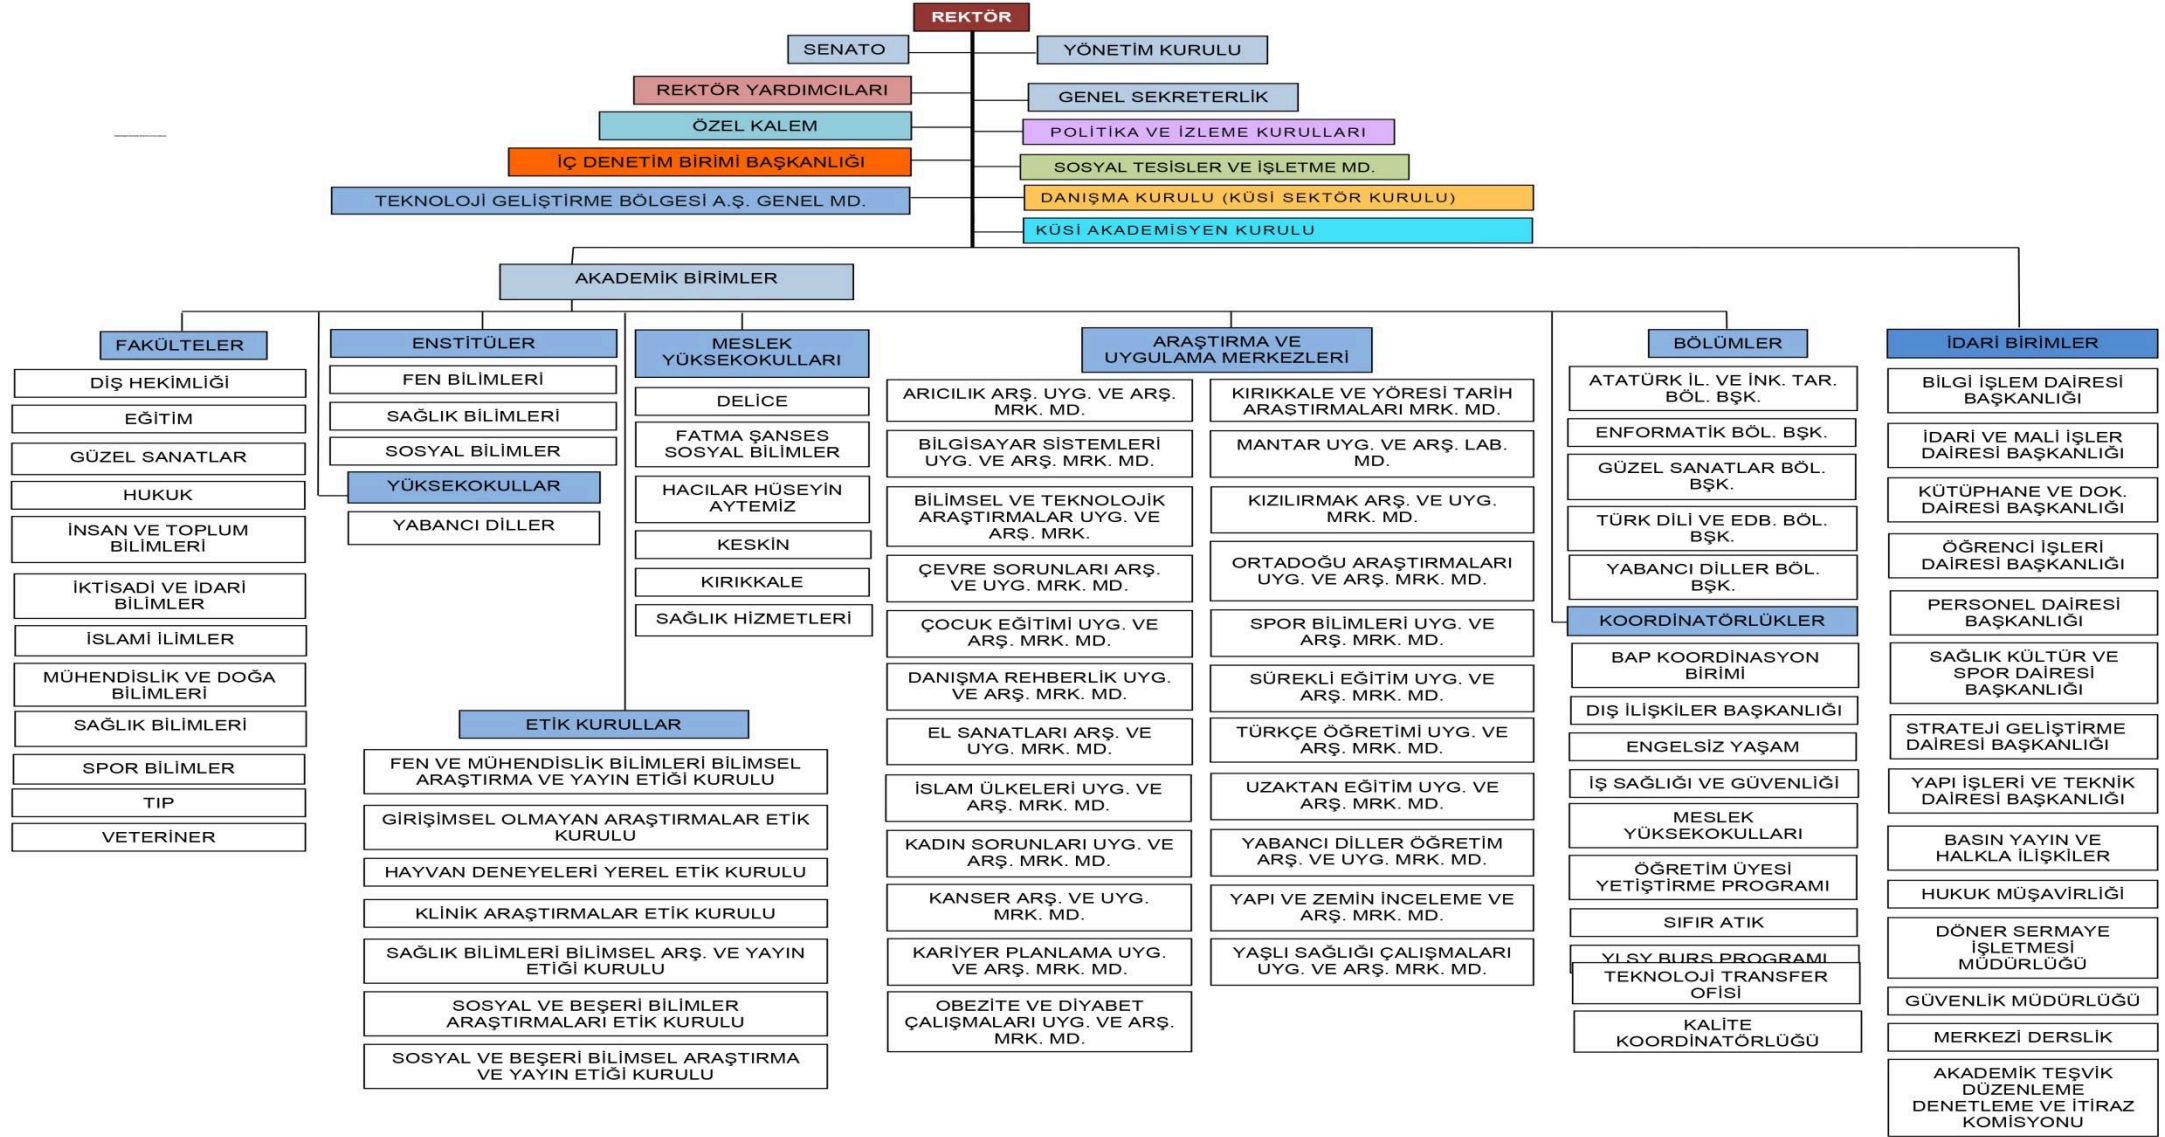 REKTÖR
SENATO
YÖNETİM KURULU
REKTÖR YARDIMCILARI
GENEL SEKRETERLİK
ÖZEL KALEM
POLİTİKA VE İZLEME KURULLARI
İÇ DENETİM BİRİMİ BAŞKANLIĞI
SOSYAL TESİSLER VE İŞLETME MD.
TEKNOLOJİ GELİŞTİRME BÖLGESİ A.Ş. GENEL MD.
DANIŞMA KURULU (KÜSİ SEKTÖR KURULU)
KÜSİ AKADEMİSYEN KURULU
AKADEMİK BİRİMLER
FAKÜLTELER
DİŞ HEKİMLİĞİ
EĞİTİM
GÜZEL SANATLAR
HUKUK
İNSAN VE TOPLUM
BİLİMLERİ
İKTİSADİ VE İDARİ
BİLİMLER
İSLAMİ İLİMLER
MÜHENDİSLİK VE DOĞA
BİLİMLERİ
SAĞLIK BİLİMLERİ
SPOR BİLİMLER
TIP
VETERİNER
ENSTİTÜLER
FEN BİLİMLERİ
SAĞLIK BİLİMLERİ
SOSYAL BİLİMLER
YÜKSEKOKULLAR
YABANCI DİLLER
MESLEK
YÜKSEKOKULLARI
DELİCE
FATMA ŞANSES
SOSYAL BİLİMLER
HACILAR HÜSEYİN
AYTEMİZ
KESKİN
KIRIKKALE
SAĞLIK HİZMETLERİ
ETİK KURULLAR
FEN VE MÜHENDİSLİK BİLİMLERİ BİLİMSEL
ARAŞTIRMA VE YAYIN ETİĞİ KURULU
GİRİŞİMSEL OLMAYAN ARAŞTIRMALAR ETİK
KURULU
HAYVAN DENEYELERİ YEREL ETİK KURULU
KLİNİK ARAŞTIRMALAR ETİK KURULU
SAĞLIK BİLİMLERİ BİLİMSEL ARŞ. VE YAYIN
ETİĞİ KURULU
SOSYAL VE BEŞERİ BİLİMLER
ARAŞTIRMALARI ETİK KURULU
SOSYAL VE BEŞERİ BİLİMSEL ARAŞTIRMA
VE YAYIN ETİĞİ KURULU
ARAŞTIRMA VE
UYGULAMA MERKEZLERİ
ARICILIK ARŞ. UYG. VE ARŞ.
MRK. MD.
BİLGİSAYAR SİSTEMLERİ
UYG. VE ARŞ. MRK. MD.
BİLİMSEL VE TEKNOLOJİK
ARAŞTIRMALAR UYG. VE
ARŞ. MRK.
ÇEVRE SORUNLARI ARŞ.
VE UYG. MRK. MD.
ÇOCUK EĞİTİMİ UYG. VE
ARŞ. MRK. MD.
DANIŞMA REHBERLİK UYG.
VE ARŞ. MRK. MD.
EL SANATLARI ARŞ. VE
UYG. MRK. MD.
İSLAM ÜLKELERİ UYG. VE
ARŞ. MRK. MD.
KADIN SORUNLARI UYG. VE
ARŞ. MRK. MD.
KANSER ARŞ. VE UYG.
MRK. MD.
KARİYER PLANLAMA UYG.
VE ARŞ. MRK. MD.
OBEZİTE VE DİYABET
ÇALIŞMALARI UYG. VE ARŞ.
MRK. MD.
KIRIKKALE VE YÖRESİ TARİH
ARAŞTIRMALARI MRK. MD.
MANTAR UYG. VE ARŞ. LAB.
MD.
KIZILIRMAK ARŞ. VE UYG.
MRK. MD.
ORTADOĞU ARAŞTIRMALARI
UYG. VE ARŞ. MRK. MD.
SPOR BİLİMLERİ UYG. VE
ARŞ. MRK. MD.
SÜREKLİ EĞİTİM UYG. VE
ARŞ. MRK. MD.
TÜRKÇE ÖĞRETİMİ UYG. VE
ARŞ. MRK. MD.
UZAKTAN EĞİTİM UYG. VE
ARŞ. MRK. MD.
YABANCI DİLLER ÖĞRETİM
ARŞ. VE UYG. MRK. MD.
YAPI VE ZEMİN İNCELEME VE
ARŞ. MRK. MD.
YAŞLI SAĞLIĞI ÇALIŞMALARI
UYG. VE ARŞ. MRK. MD.
BÖLÜMLER
ATATÜRK İL. VE İNK. TAR.
BÖL. BŞK.
ENFORMATİK BÖL. BŞK.
GÜZEL SANATLAR BÖL.
BŞK.
TÜRK DİLİ VE EDB. BÖL.
BŞK.
YABANCI DİLLER BÖL.
BŞK.
KOORDİNATÖRLÜKLER
BAP KOORDİNASYON
BİRİMİ
DIŞ İLİŞKİLER BAŞKANLIĞI
ENGELSİZ YAŞAM
İŞ SAĞLIĞI VE GÜVENLİĞİ
MESLEK
YÜKSEKOKULLARI
ÖĞRETİM ÜYESİ
YETİŞTİRME PROGRAMI
SIFIR ATIK
YLSY BURS PROGRAMI
TEKNOLOJİ TRANSFER
OFİSİ
KALİTE
KOORDİNATÖRLÜĞÜ
İDARİ BİRİMLER
BİLGİ İŞLEM DAİRESİ
BAŞKANLIĞI
İDARİ VE MALİ İŞLER
DAİRESİ BAŞKANLIĞI
KÜTÜPHANE VE DOK.
DAİRESİ BAŞKANLIĞI
ÖĞRENCİ İŞLERİ
DAİRESİ BAŞKANLIĞI
PERSONEL DAİRESİ
BAŞKANLIĞI
SAĞLIK KÜLTÜR VE
SPOR DAİRESİ
BAŞKANLIĞI
STRATEJİ GELİŞTİRME
DAİRESİ BAŞKANLIĞI
YAPI İŞLERİ VE TEKNİK
DAİRESİ BAŞKANLIĞI
BASIN YAYIN VE
HALKLA İLİŞKİLER
HUKUK MÜŞAVİRLİĞİ
DÖNER SERMAYE
İŞLETMESİ
MÜDÜRLÜĞÜ
GÜVENLİK MÜDÜRLÜĞÜ
MERKEZİ DERSLİK
AKADEMİK TEŞVİK
DÜZENLEME
DENETLEME VE İTİRAZ
KOMİSYONU